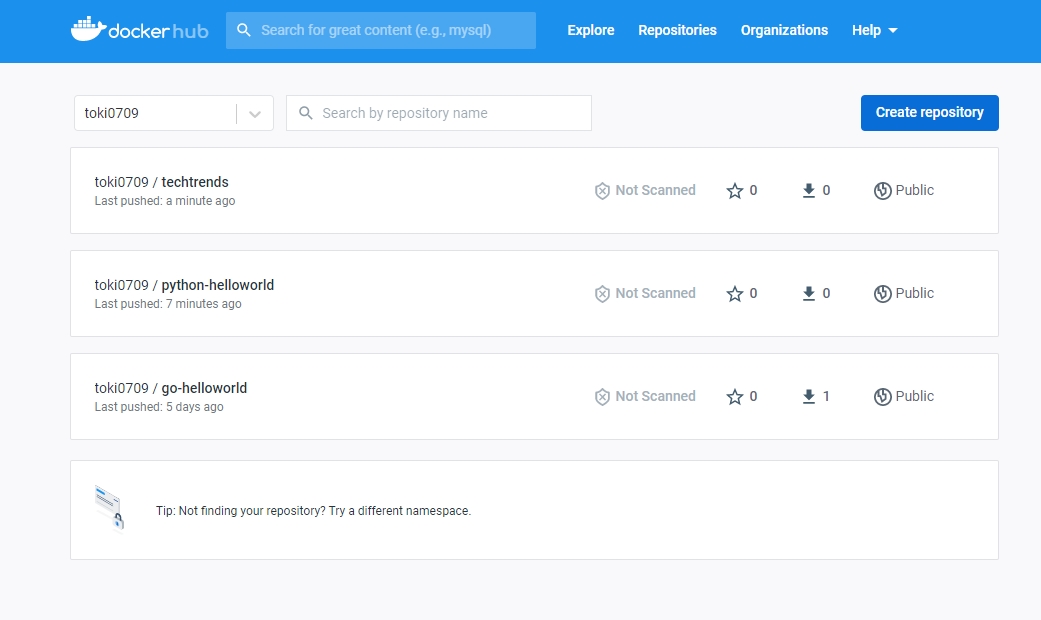 docker hub Search for great content (e.g., mysql) Explore Repositories Organizations Help
toki0709 Search by repository name Create repository
toki0709 / techtrends
Last pushed: a minute ago
Not Scanned 0 0 Public
toki0709 / python-helloworld
Last pushed: 7 minutes ago
Not Scanned 0 0 Public
toki0709 / go-helloworld
Last pushed: 5 days ago
Not Scanned 0 1 Public
Tip: Not finding your repository? Try a different namespace.